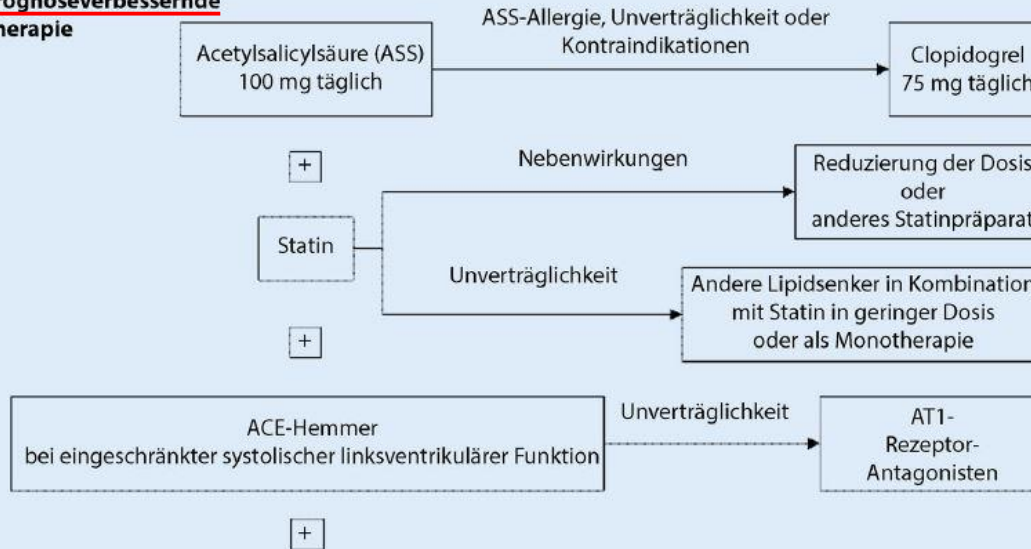 rognoseverbessernde
herapie
ASS-Allergie, Unverträglichkeit oder
Kontraindikationen
Acetylsalicylsäure (ASS)
100 mg täglich
Clopidogrel
75 mg täglich
+
Nebenwirkungen
Reduzierung der Dosis
oder
anderes Statinpräparat
Statin
Unverträglichkeit
Andere Lipidsenker in Kombination
mit Statin in geringer Dosis
oder als Monotherapie
+
ACE-Hemmer
bei eingeschränkter systolischer linksventrikulärer Funktion
Unverträglichkeit
AT1-
Rezeptor-
Antagonisten
+